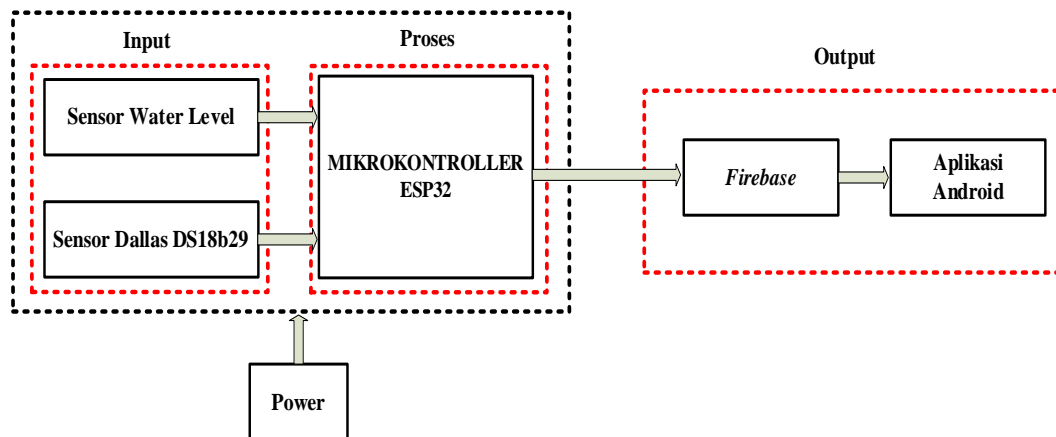 Input
Proses
Output
Sensor Water Level
MIKROKONTROLLER
ESP32
Sensor Dallas DS18b29
Firebase
Aplikasi
Android
Power